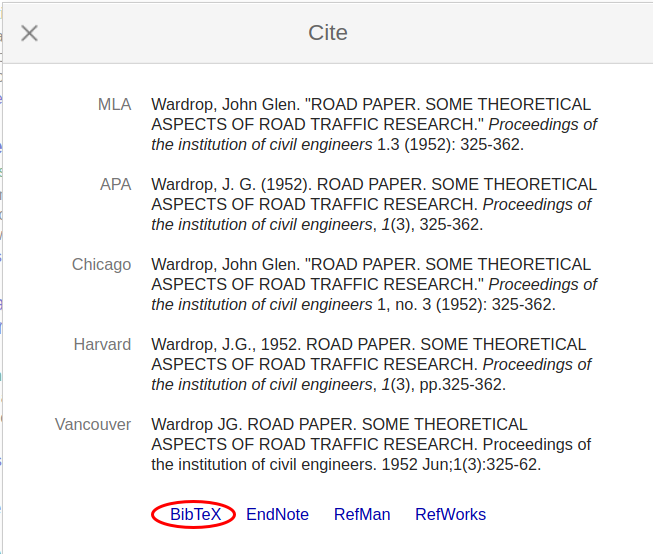 Cite
MLA Wardrop, John Glen. "ROAD PAPER. SOME THEORETICAL
ASPECTS OF ROAD TRAFFIC RESEARCH." Proceedings of
the institution of civil engineers 1.3 (1952): 325-362.
APA Wardrop, J. G. (1952). ROAD PAPER. SOME THEORETICAL
ASPECTS OF ROAD TRAFFIC RESEARCH. Proceedings of
the institution of civil engineers, 1(3), 325-362.
Chicago Wardrop, John Glen. "ROAD PAPER. SOME THEORETICAL
ASPECTS OF ROAD TRAFFIC RESEARCH." Proceedings of
the institution of civil engineers 1, no. 3 (1952): 325-362.
Harvard Wardrop, J.G., 1952. ROAD PAPER. SOME THEORETICAL
ASPECTS OF ROAD TRAFFIC RESEARCH. Proceedings of
the institution of civil engineers, 1(3), pp.325-362.
Vancouver Wardrop JG. ROAD PAPER. SOME THEORETICAL
ASPECTS OF ROAD TRAFFIC RESEARCH. Proceedings of
the institution of civil engineers. 1952 Jun;1(3):325-62.
BibTeX EndNote RefMan RefWorks